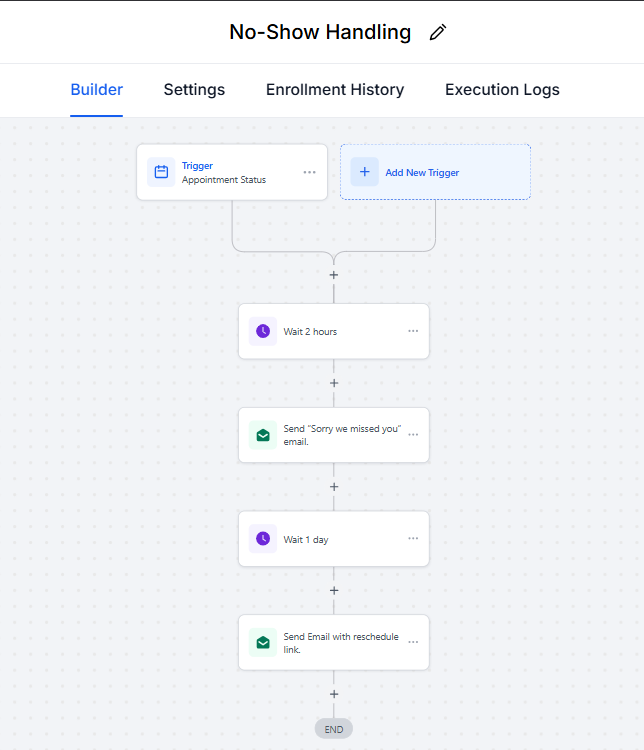 No-Show Handling
Builder Settings Enrollment History Execution Logs
Trigger
Appointment Status
Add New Trigger
Wait 2 hours
Send "Sorry we missed you"
email.
Wait 1 day
Send Email with reschedule
link.
END